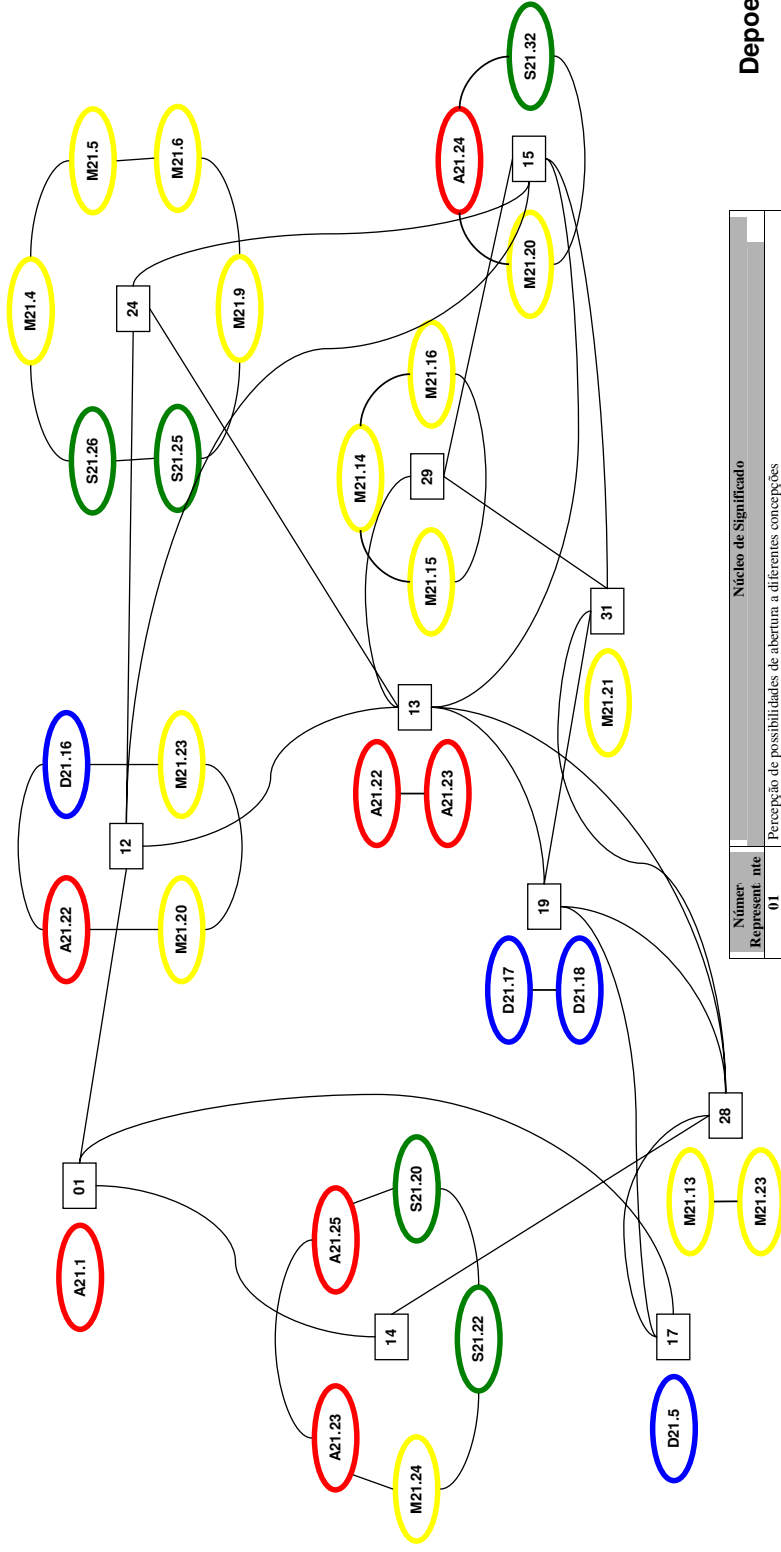 M21.4
A21.22 D21.16
A21.1 01
S21.26 M21.5
12
24
M21.20 M21.23 S21.25 M21.6
M21.9
A21.23 A21.25
M21.14
A21.22
14
13
M21.24 S21.20
29
M21.15 M21.16
A21.23
A21.24
S21.22
D21.17
15
M21.20 S21.32
19
D21.18
M21.21 31
D21.5 17
M21.13
28
M21.23
Depoe
Númer Núcleo de Significado
Represent nte
01 Percepção de possibilidades de abertura a diferentes concepções